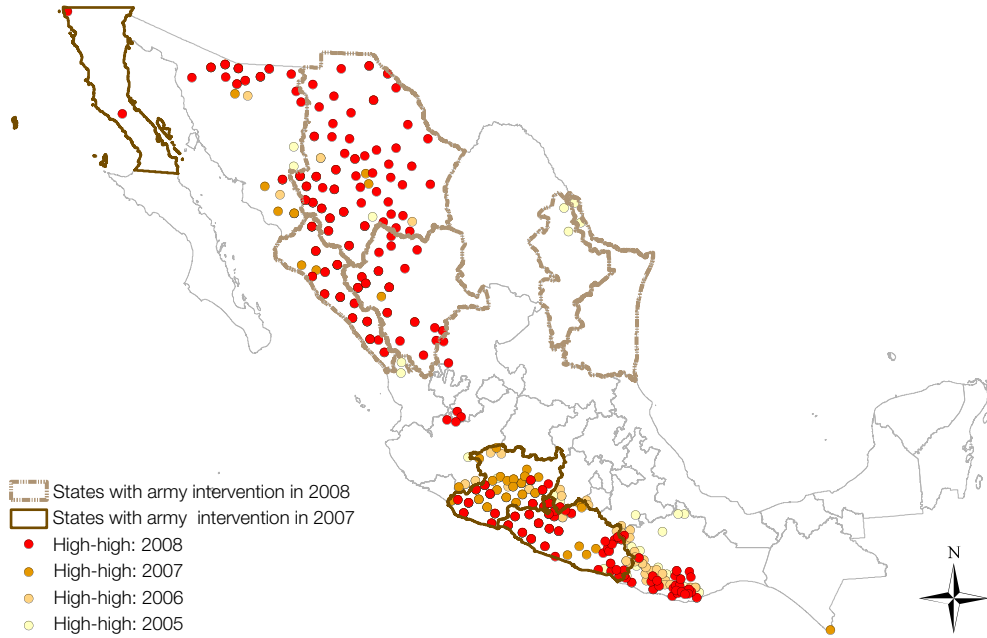 N
States with army intervention in 2008
States with army intervention in 2007
High-high: 2008
High-high: 2007
High-high: 2006
High-high: 2005